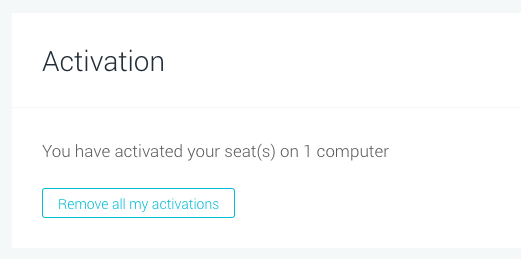 Activation
You have activated your seat(s) on 1 computer
Remove all my activations